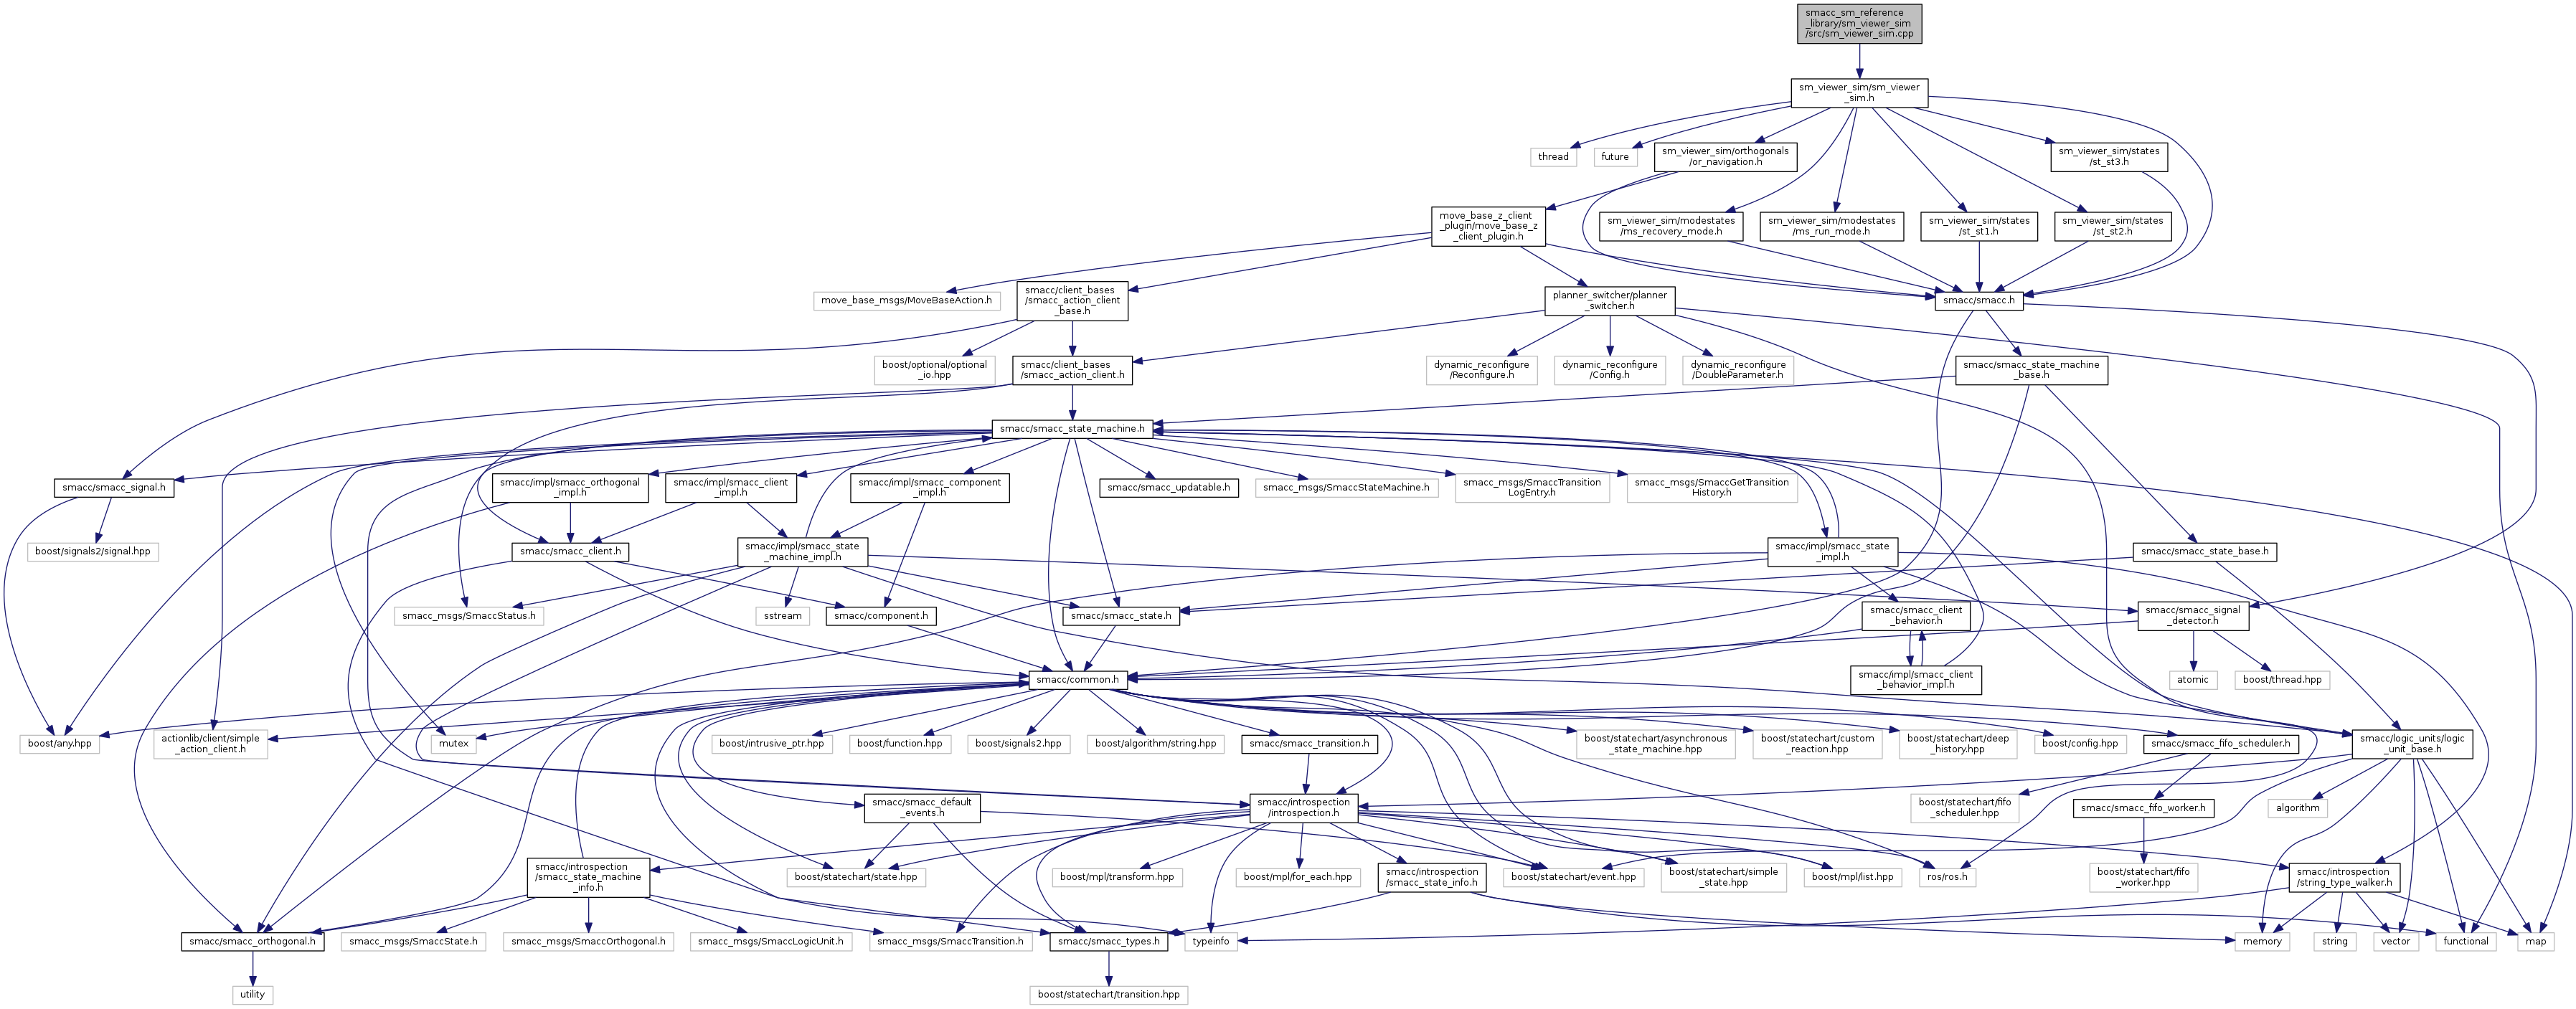 smacc_sm_reference
_library/sm_viewer_sim
/src/sm_viewer_sim.cpp
sm_viewer_sim/sm_viewer
_sim.h
thread
future
sm_viewer_sim/orthogonals
/or_navigation.h
sm_viewer_sim/states
/st_st3.h
move_base_z_client
_plugin/move_base_z
_client_plugin.h
sm_viewer_sim/modestates
/ms_recovery_mode.h
sm_viewer_sim/modestates
/ms_run_mode.h
sm_viewer_sim/states
/st_st1.h
sm_viewer_sim/states
/st_st2.h
move_base_msgs/MoveBaseAction.h
smacc/client_bases
/smacc_action_client
_base.h
planner_switcher/planner
_switcher.h
smacc/smacc.h
boost/optional/optional
_io.hpp
smacc/client_bases
/smacc_action_client.h
dynamic_reconfigure
/Reconfigure.h
dynamic_reconfigure
/Config.h
dynamic_reconfigure
/DoubleParameter.h
smacc/smacc_state_machine
_base.h
smacc/smacc_state_machine.h
smacc/smacc_signal.h
smacc/impl/smacc_orthogonal
_impl.h
smacc/impl/smacc_client
_impl.h
smacc/impl/smacc_component
_impl.h
smacc/smacc_updatable.h
smacc_msgs/SmaccStateMachine.h
smacc_msgs/SmaccTransition
LogEntry.h
smacc_msgs/SmaccGetTransition
History.h
boost/signals2/signal.hpp
smacc/smacc_client.h
smacc/impl/smacc_state
_machine_impl.h
smacc/impl/smacc_state
_impl.h
smacc/smacc_state_base.h
smacc_msgs/SmaccStatus.h
sstream
smacc/component.h
smacc/smacc_state.h
smacc/smacc_client
_behavior.h
smacc/smacc_signal
_detector.h
smacc/common.h
smacc/impl/smacc_client
_behavior_impl.h
atomic
boost/thread.hpp
boost/any.hpp
actionlib/client/simple
_action_client.h
mutex
boost/intrusive_ptr.hpp
boost/function.hpp
boost/signals2.hpp
boost/algorithm/string.hpp
smacc/smacc_transition.h
boost/statechart/asynchronous
_state_machine.hpp
boost/statechart/custom
_reaction.hpp
boost/statechart/deep
_history.hpp
boost/config.hpp
smacc/smacc_fifo_scheduler.h
smacc/logic_units/logic
_unit_base.h
smacc/smacc_default
_events.h
smacc/introspection
/introspection.h
boost/statechart/fifo
_scheduler.hpp
smacc/smacc_fifo_worker.h
algorithm
smacc/introspection
/smacc_state_machine
_info.h
boost/statechart/state.hpp
boost/mpl/transform.hpp
boost/mpl/for_each.hpp
smacc/introspection
/smacc_state_info.h
boost/statechart/event.hpp
boost/statechart/simple
_state.hpp
boost/mpl/list.hpp
ros/ros.h
boost/statechart/fifo
_worker.hpp
smacc/introspection
/string_type_walker.h
smacc/smacc_orthogonal.h
smacc_msgs/SmaccState.h
smacc_msgs/SmaccOrthogonal.h
smacc_msgs/SmaccLogicUnit.h
smacc_msgs/SmaccTransition.h
smacc/smacc_types.h
typeinfo
memory
string
vector
functional
map
utility
boost/statechart/transition.hpp